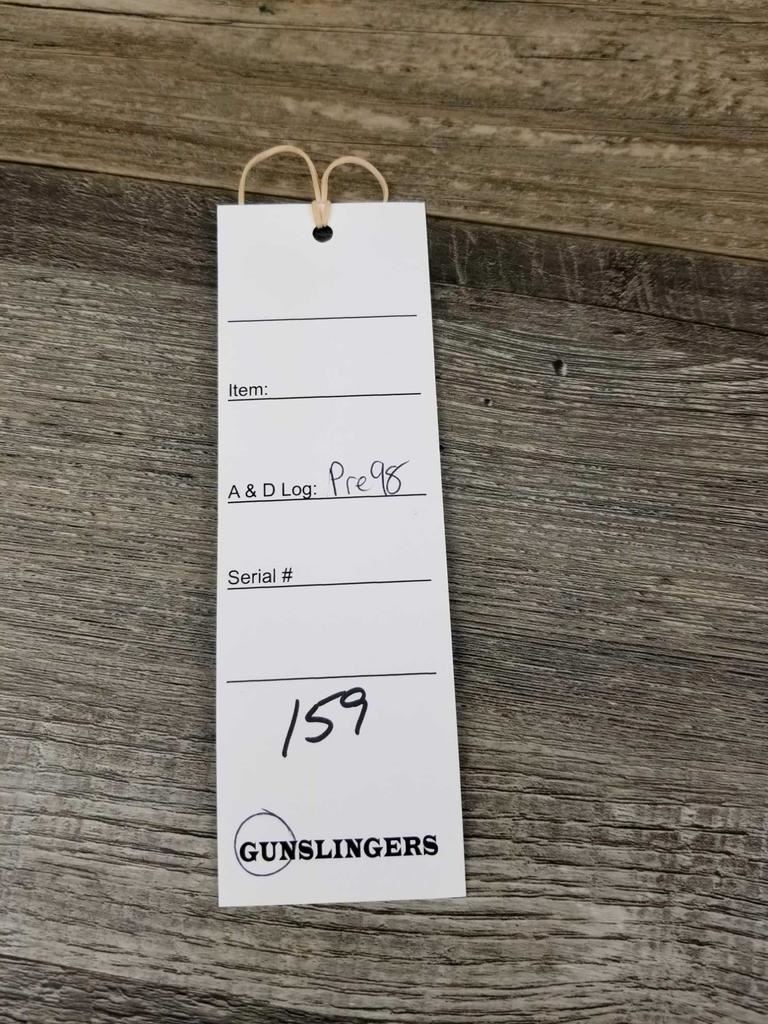 Item:
A & D Log: Pre98
Serial #
159
GUNSLINGERS